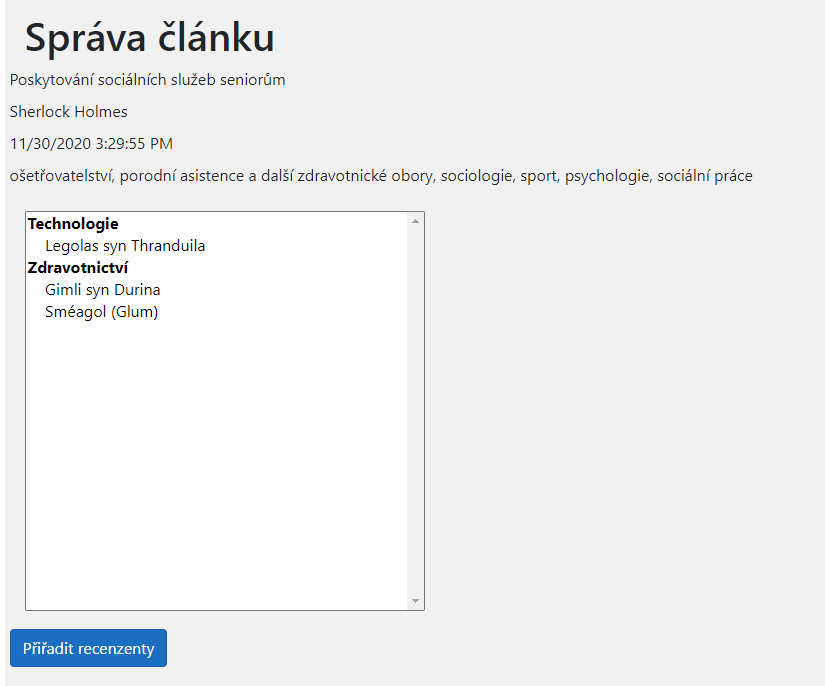 Správa článku
Poskytování sociálních služeb seniorům
Sherlock Holmes
11/30/2020 3:29:55 PM
ošetřovatelství, porodní asistence a další zdravotnické obory, sociologie, sport, psychologie, sociální práce
Technologie
Legolas syn Thranduila
Zdravotnictví
Gimli syn Durina
Sméagol (Glum)
Přiřadit recenzenty